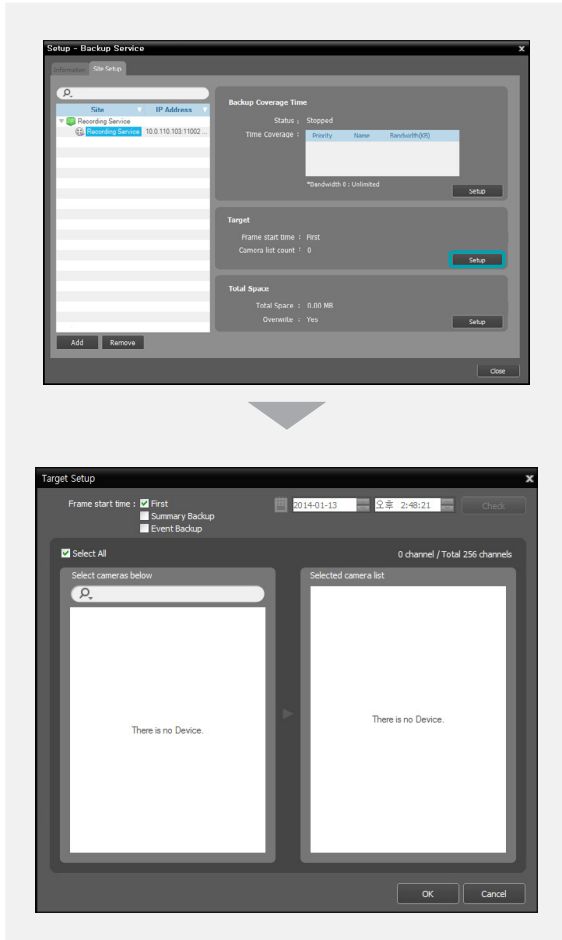 Setup - Backup Service
x
Information
Site Setup
Site
IP Address
Recording Service
Recording Service
10.0.110.103:11002 ...
Add
Remove
Backup Coverage Time
Status : Stopped
Time Coverage :
Priority
Name
Bandwidth(KB)
*Bandwidth 0 : Unlimited
Setup
Target
Frame start time : First
Camera list count : 0
Setup
Total Space
Total Space : 0.00 MB
Overwrite : Yes
Setup
Close
Target Setup
x
Frame start time :
First
Summary Backup
Event Backup
2014-01-13
오후 2:48:21
Check
Select All
0 channel / Total 256 channels
Select cameras below
There is no Device.
Selected camera list
There is no Device.
OK
Cancel